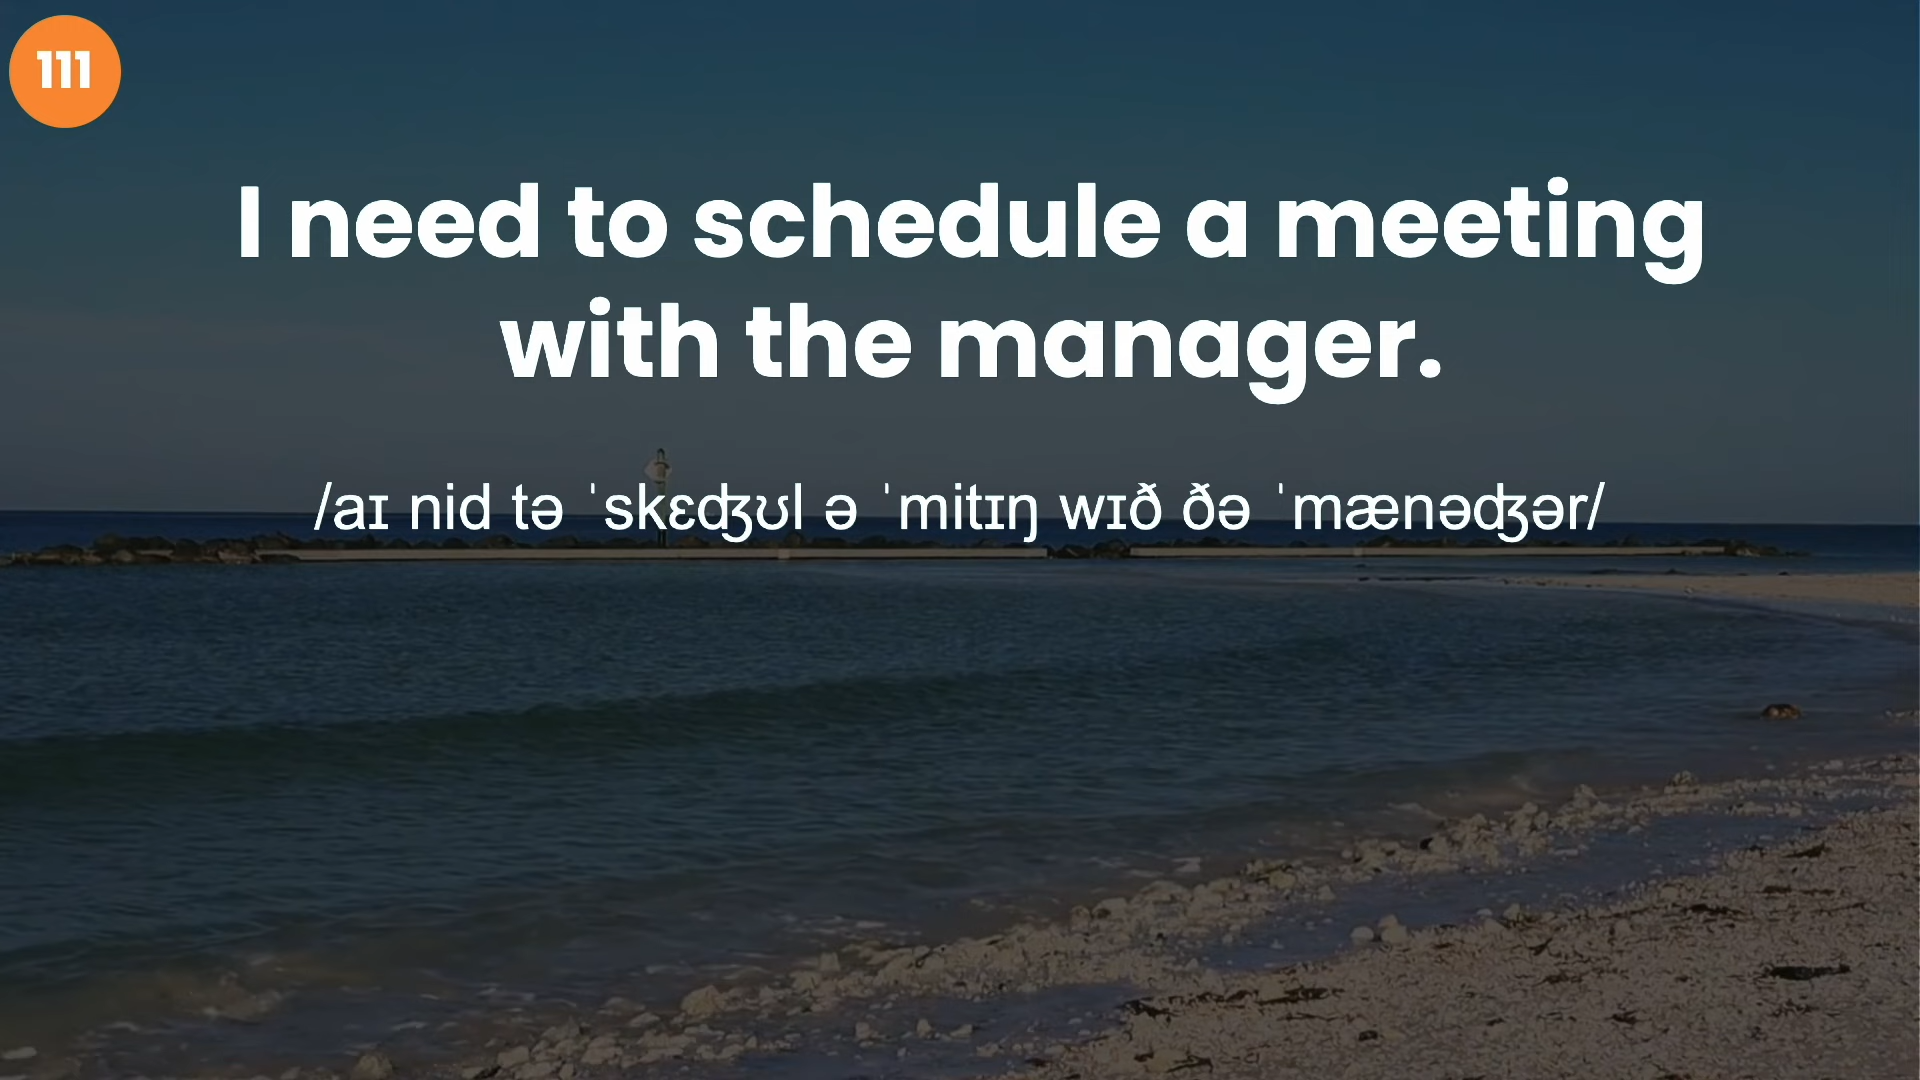 111
I need to schedule a meeting
with the manager.
/aɪ nid tə ˈskɛʤʊl ə ˈmitɪŋ wɪð ðə ˈmænəʤər/